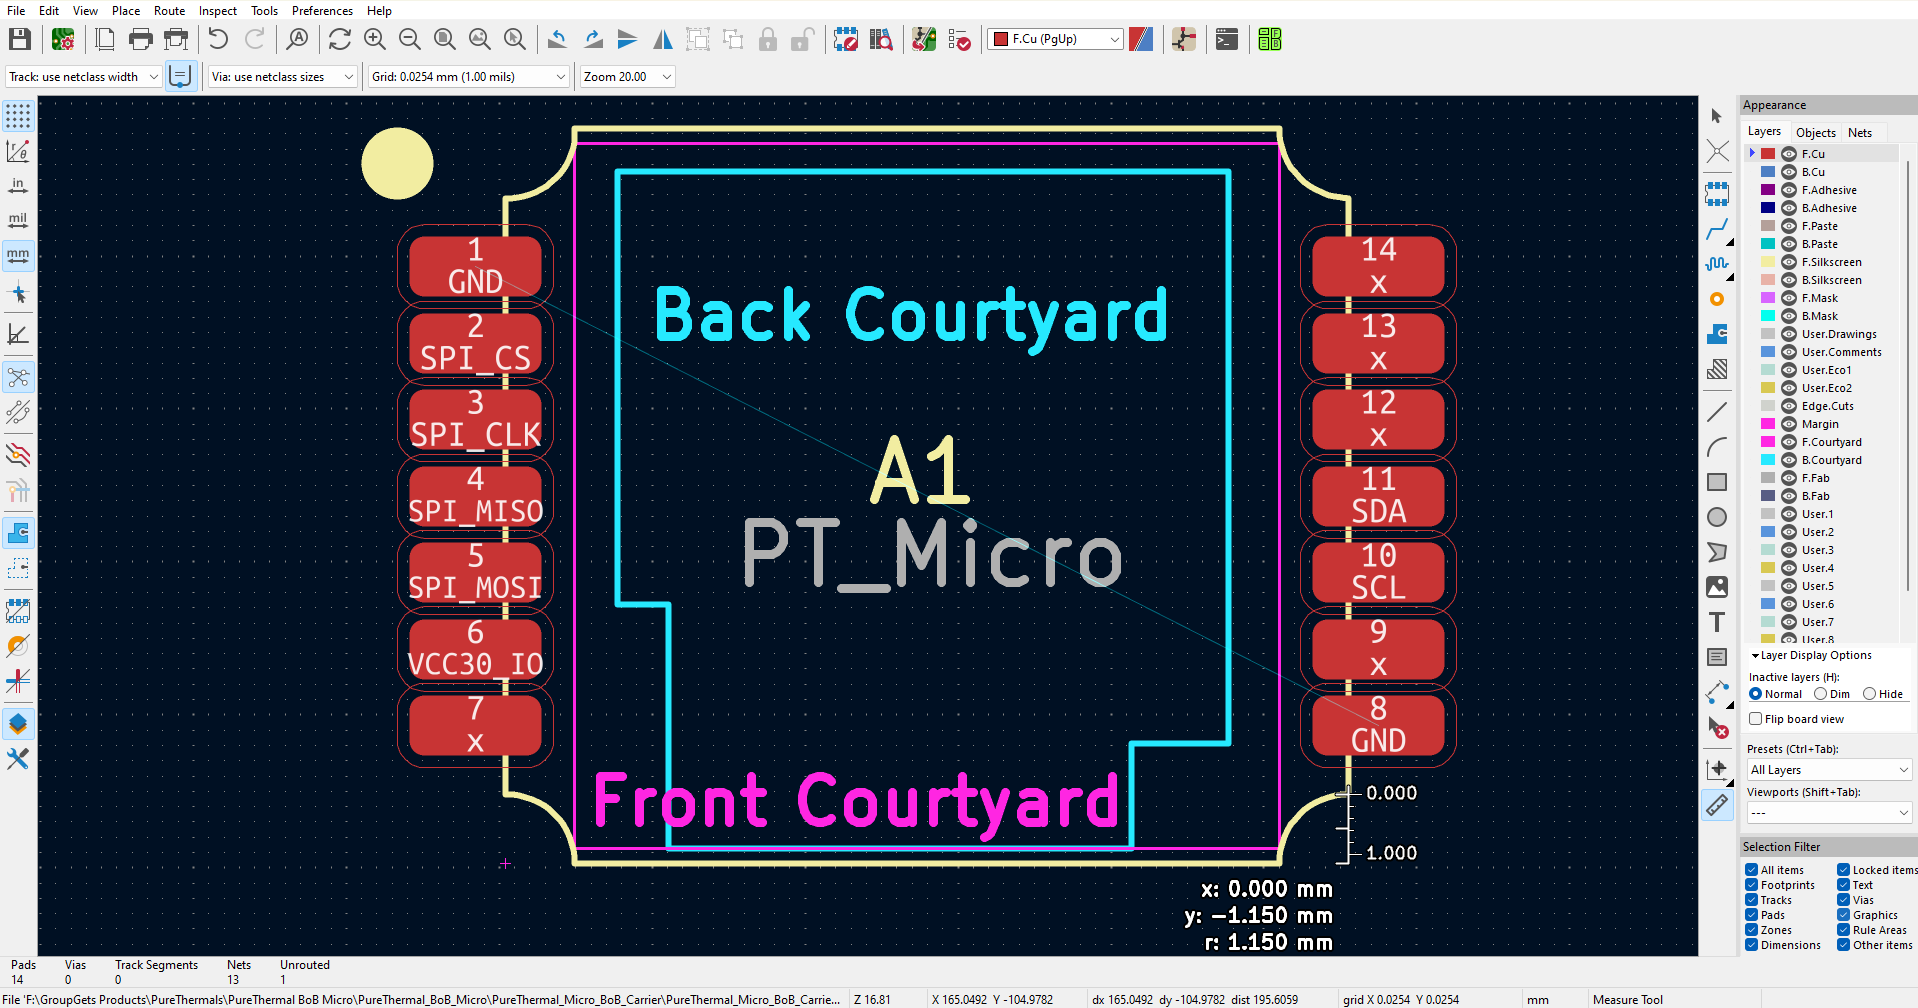 File Edit View Place Route Inspect Tools Preferences Help
F.Cu (PgUp)
Track: use netclass width Via: use netclass sizes Grid: 0.0254 mm (1.00 mils) Zoom 20.00
in
mil
mm
1
GND
2
SPI_CS
3
SPI_CLK
4
SPI_MISO
5
SPI_MOSI
6
VCC30_IO
7
x
Back Courtyard
A1
PT_Micro
Front Courtyard
14
x
13
x
12
x
11
SDA
10
SCL
9
x
8
GND
0.000
1.000
x: 0.000 mm
y: -1.150 mm
r: 1.150 mm
Appearance
Layers Objects Nets
F.Cu
B.Cu
F.Adhesive
B.Adhesive
F.Paste
B.Paste
F.Silkscreen
B.Silkscreen
F.Mask
B.Mask
User.Drawings
User.Comments
User.Eco1
User.Eco2
Edge.Cuts
Margin
F.Courtyard
B.Courtyard
F.Fab
B.Fab
User.1
User.2
User.3
User.4
User.5
User.6
User.7
User.8
Layer Display Options
Inactive layers (H):
Normal Dim Hide
Flip board view
Presets (Ctrl+Tab):
All Layers
Viewports (Shift+Tab):
---
Selection Filter
All items Locked items
Footprints Text
Tracks Vias
Pads Graphics
Zones Rule Areas
Dimensions Other items
Pads Vias Track Segments Nets Unrouted
14 0 0 13 1
File 'F:\GroupGets Products\PureThermals\PureThermal BoB Micro\PureThermal_BoB_Micro\PureThermal_Micro_BoB_Carrier\PureThermal_Micro_BoB_Carrie... Z 16.81 X 165.0492 Y -104.9782 dx 165.0492 dy -104.9782 dist 195.6059 grid X 0.0254 Y 0.0254 mm Measure Tool